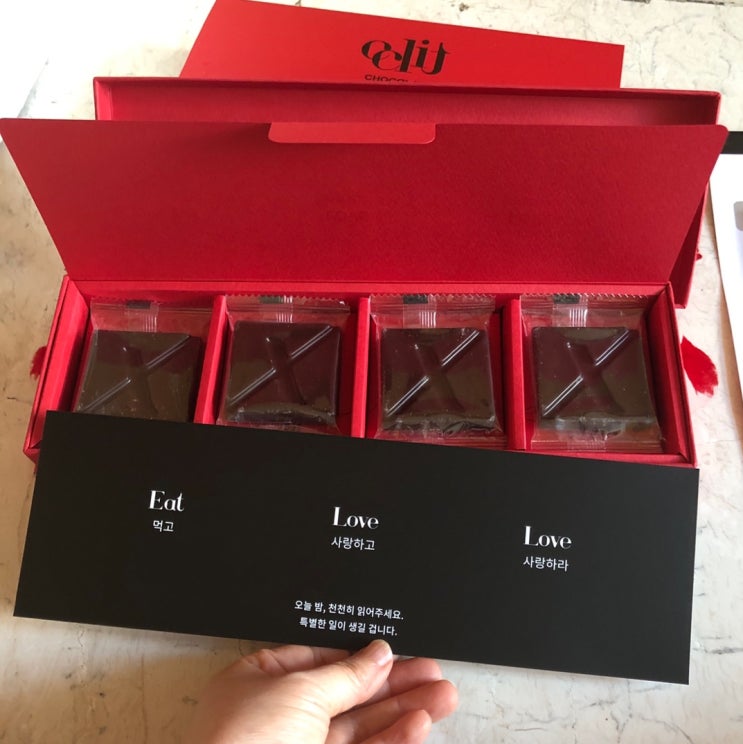 Eat
먹고
Love
사랑하고
Love
사랑하라
오늘 밤, 천천히 읽어주세요.
특별한 일이 생길 겁니다.